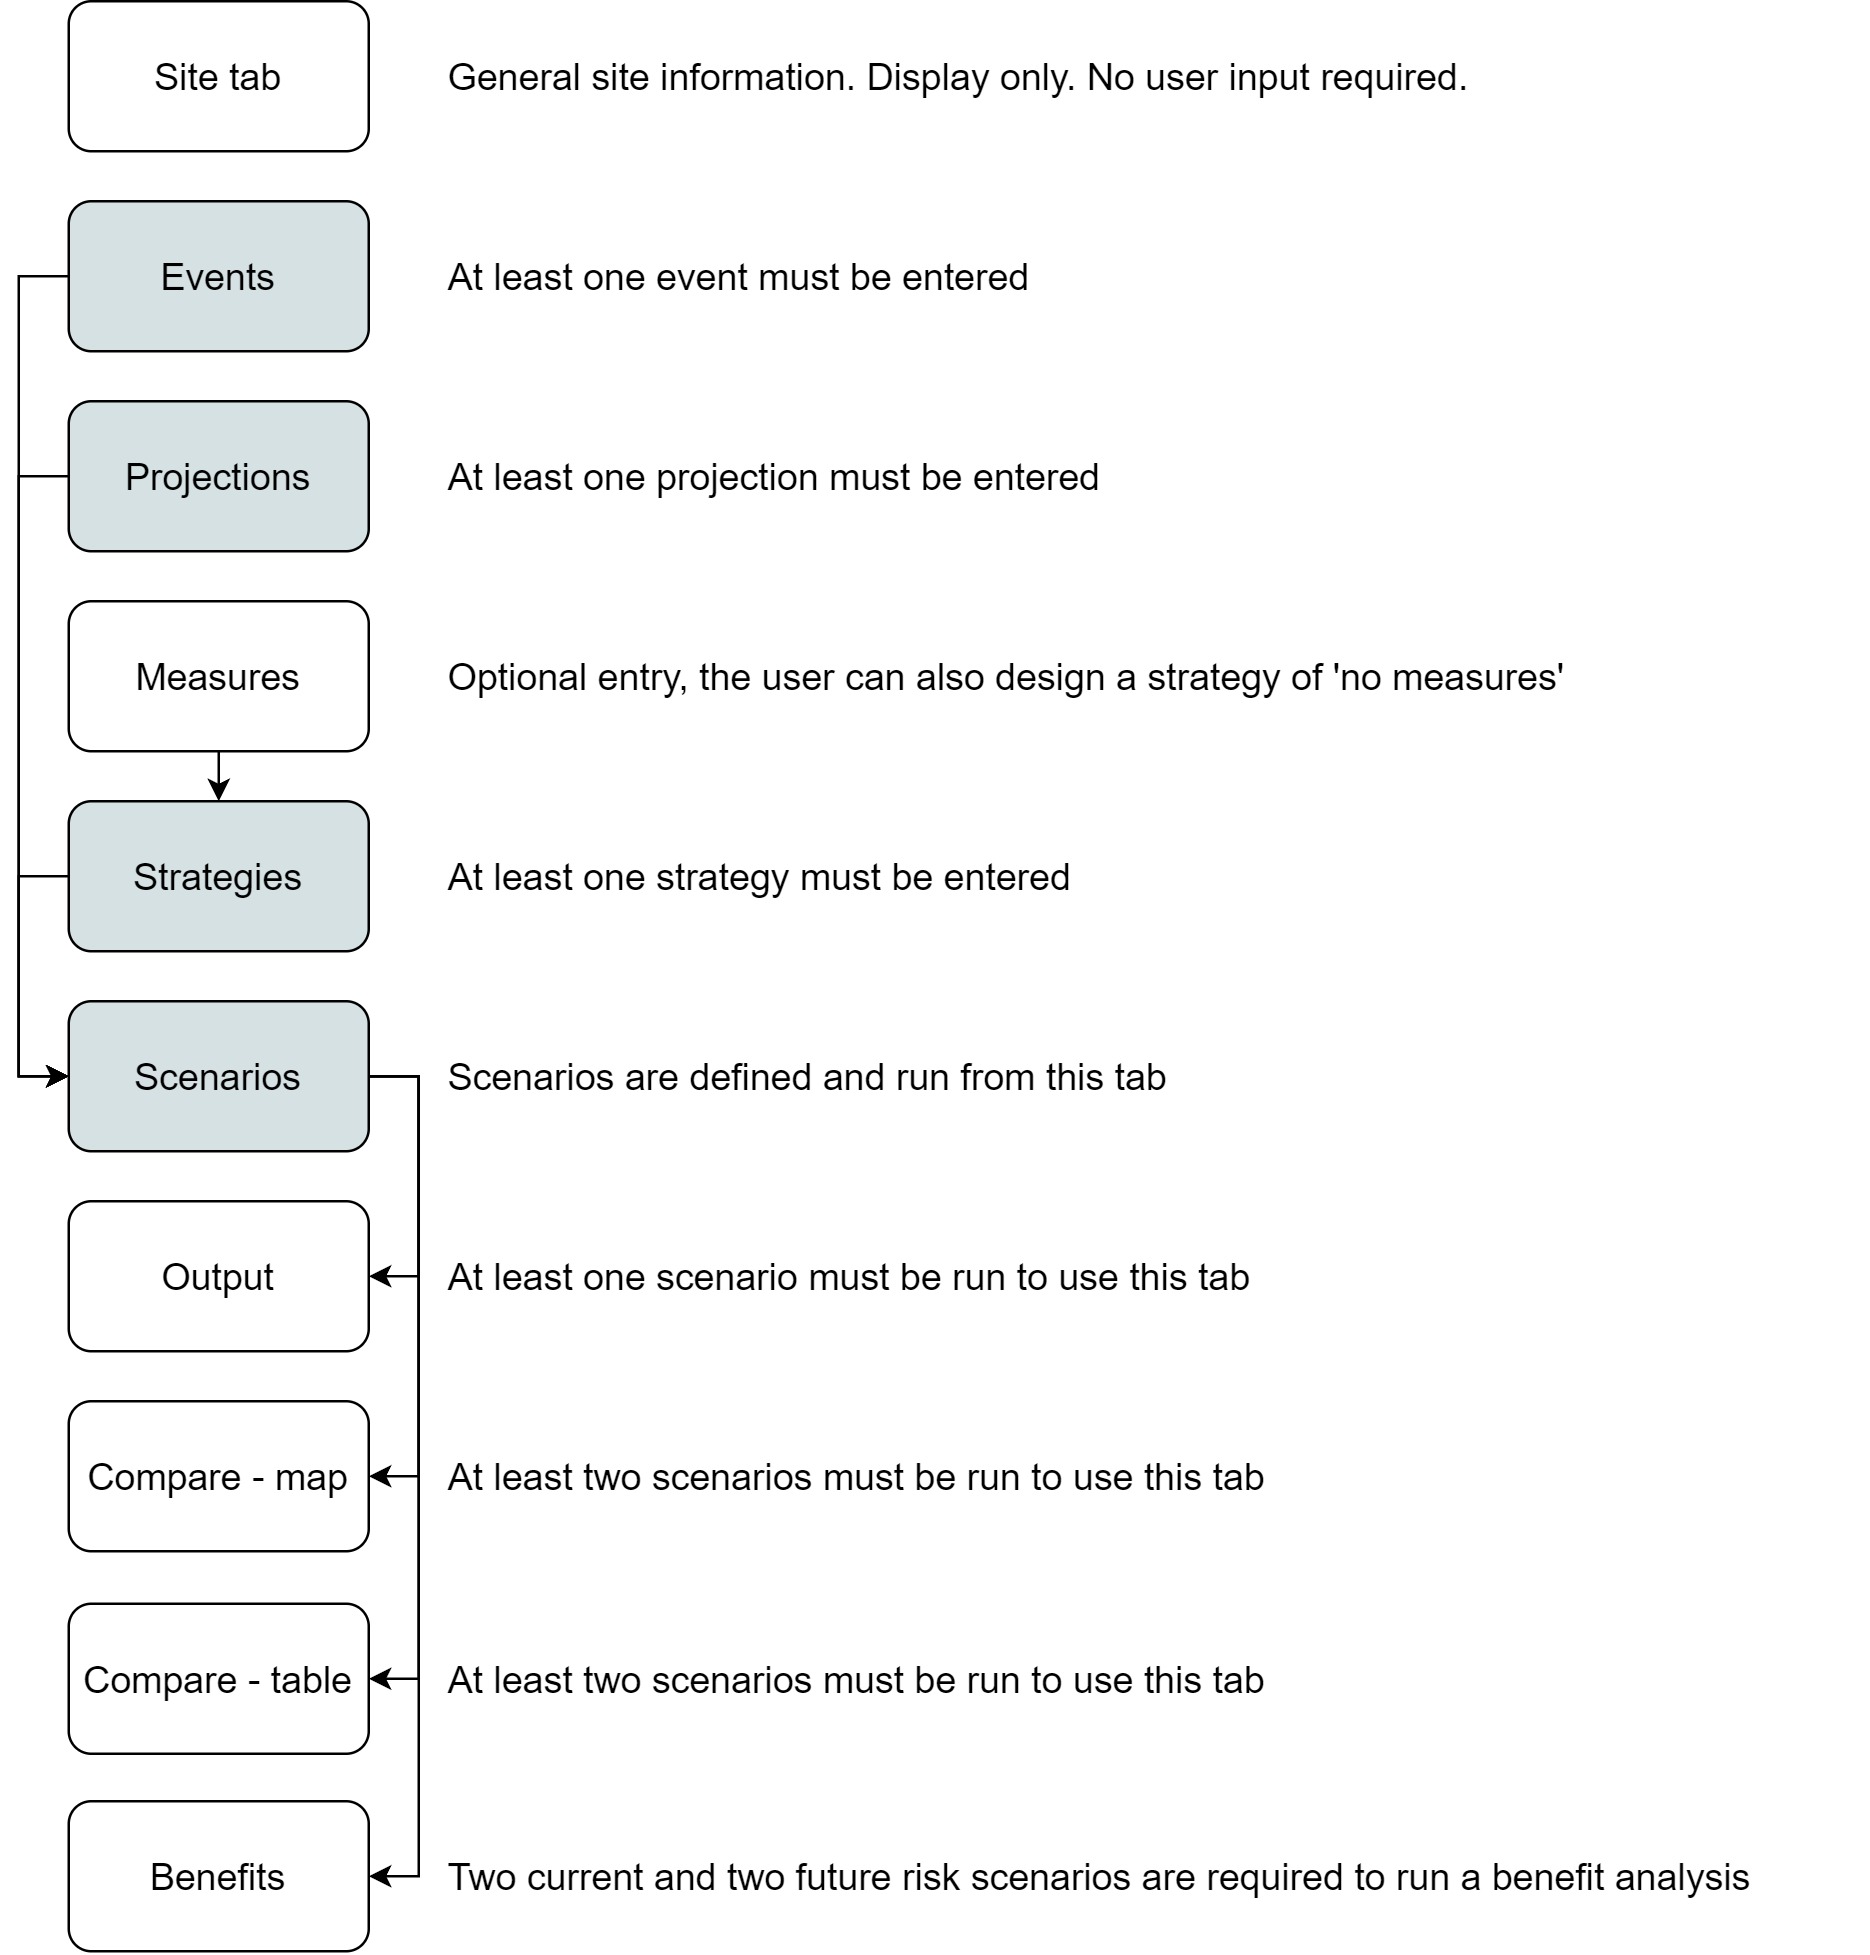 Site tab
General site information. Display only. No user input required.
Events
At least one event must be entered
Projections
At least one projection must be entered
Measures
Optional entry, the user can also design a strategy of 'no measures'
Strategies
At least one strategy must be entered
Scenarios
Scenarios are defined and run from this tab
Output
At least one scenario must be run to use this tab
Compare - map
At least two scenarios must be run to use this tab
Compare - table
At least two scenarios must be run to use this tab
Benefits
Two current and two future risk scenarios are required to run a benefit analysis